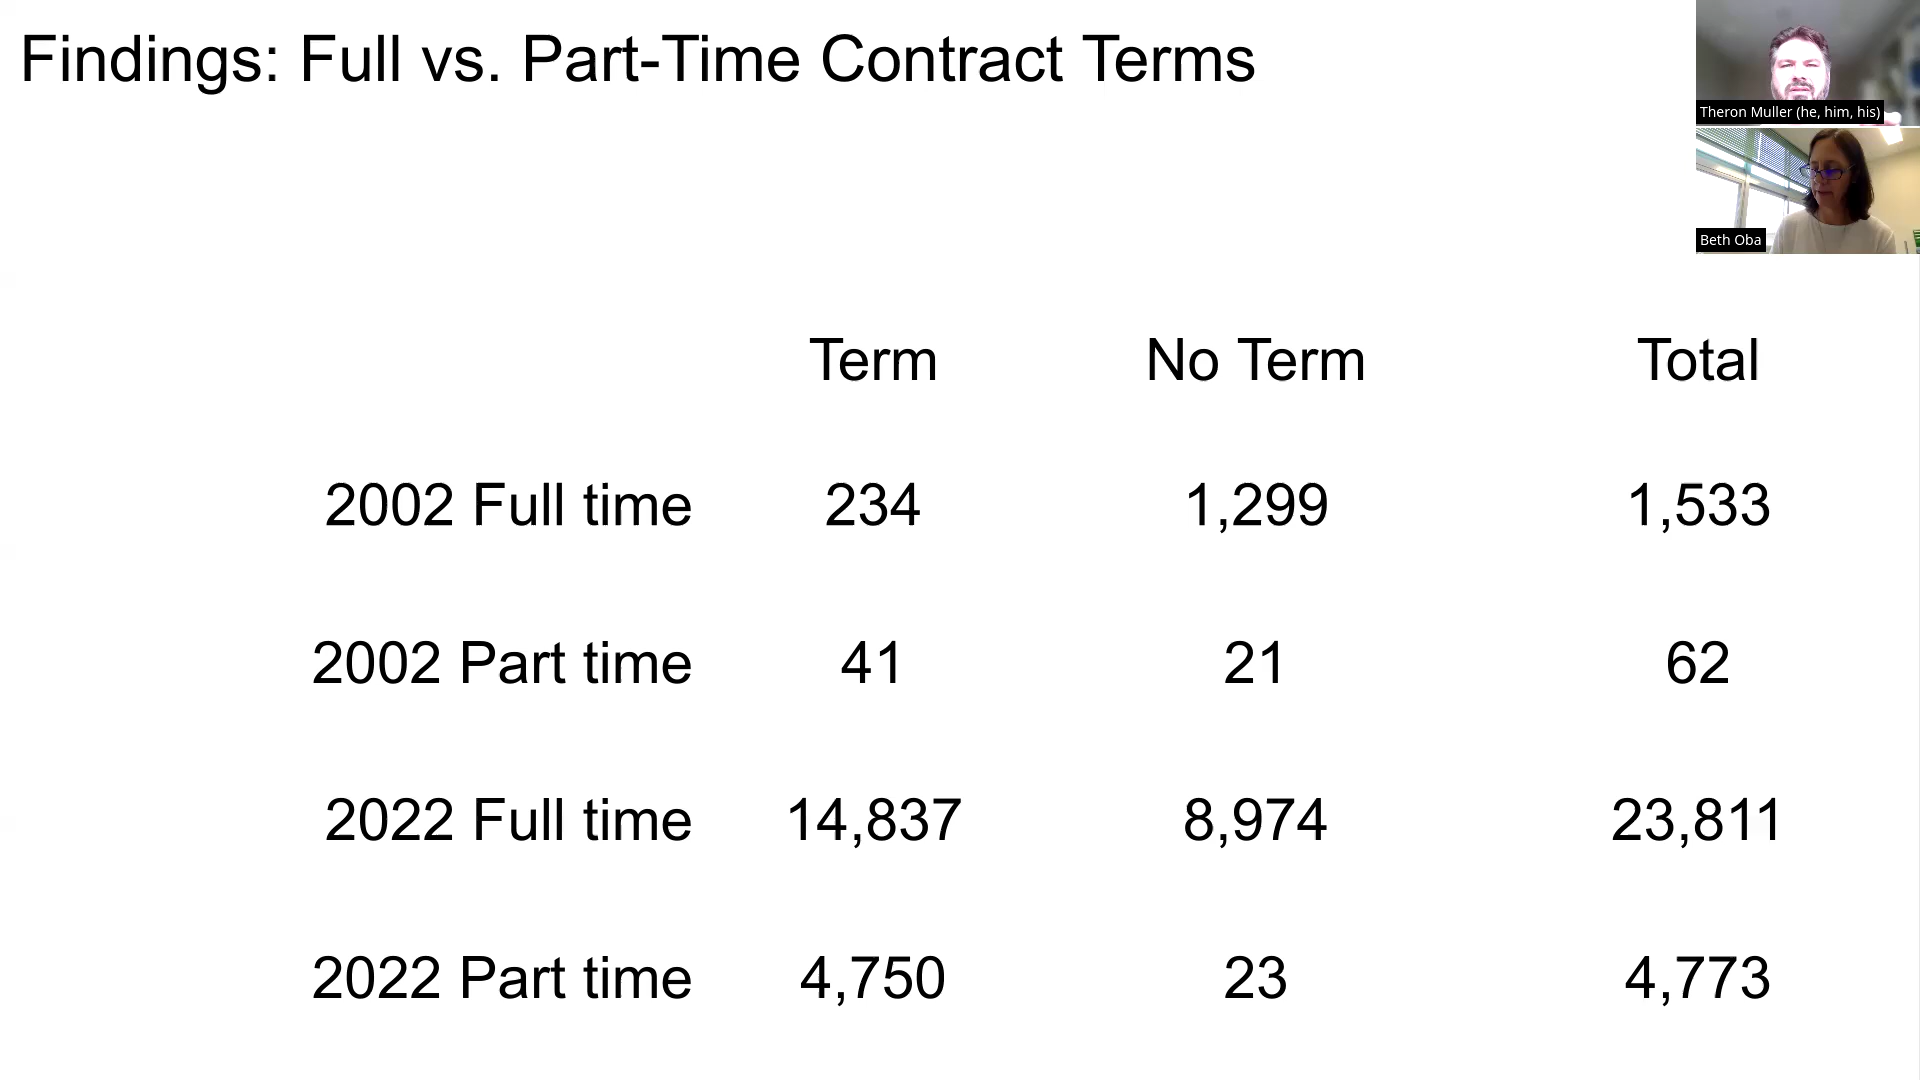 Findings: Full vs. Part-Time Contract Terms
Theron Muller (he, him, his)
Beth Oba
Term No Term Total
2002 Full time 234 1,299 1,533
2002 Part time 41 21 62
2022 Full time 14,837 8,974 23,811
2022 Part time 4,750 23 4,773